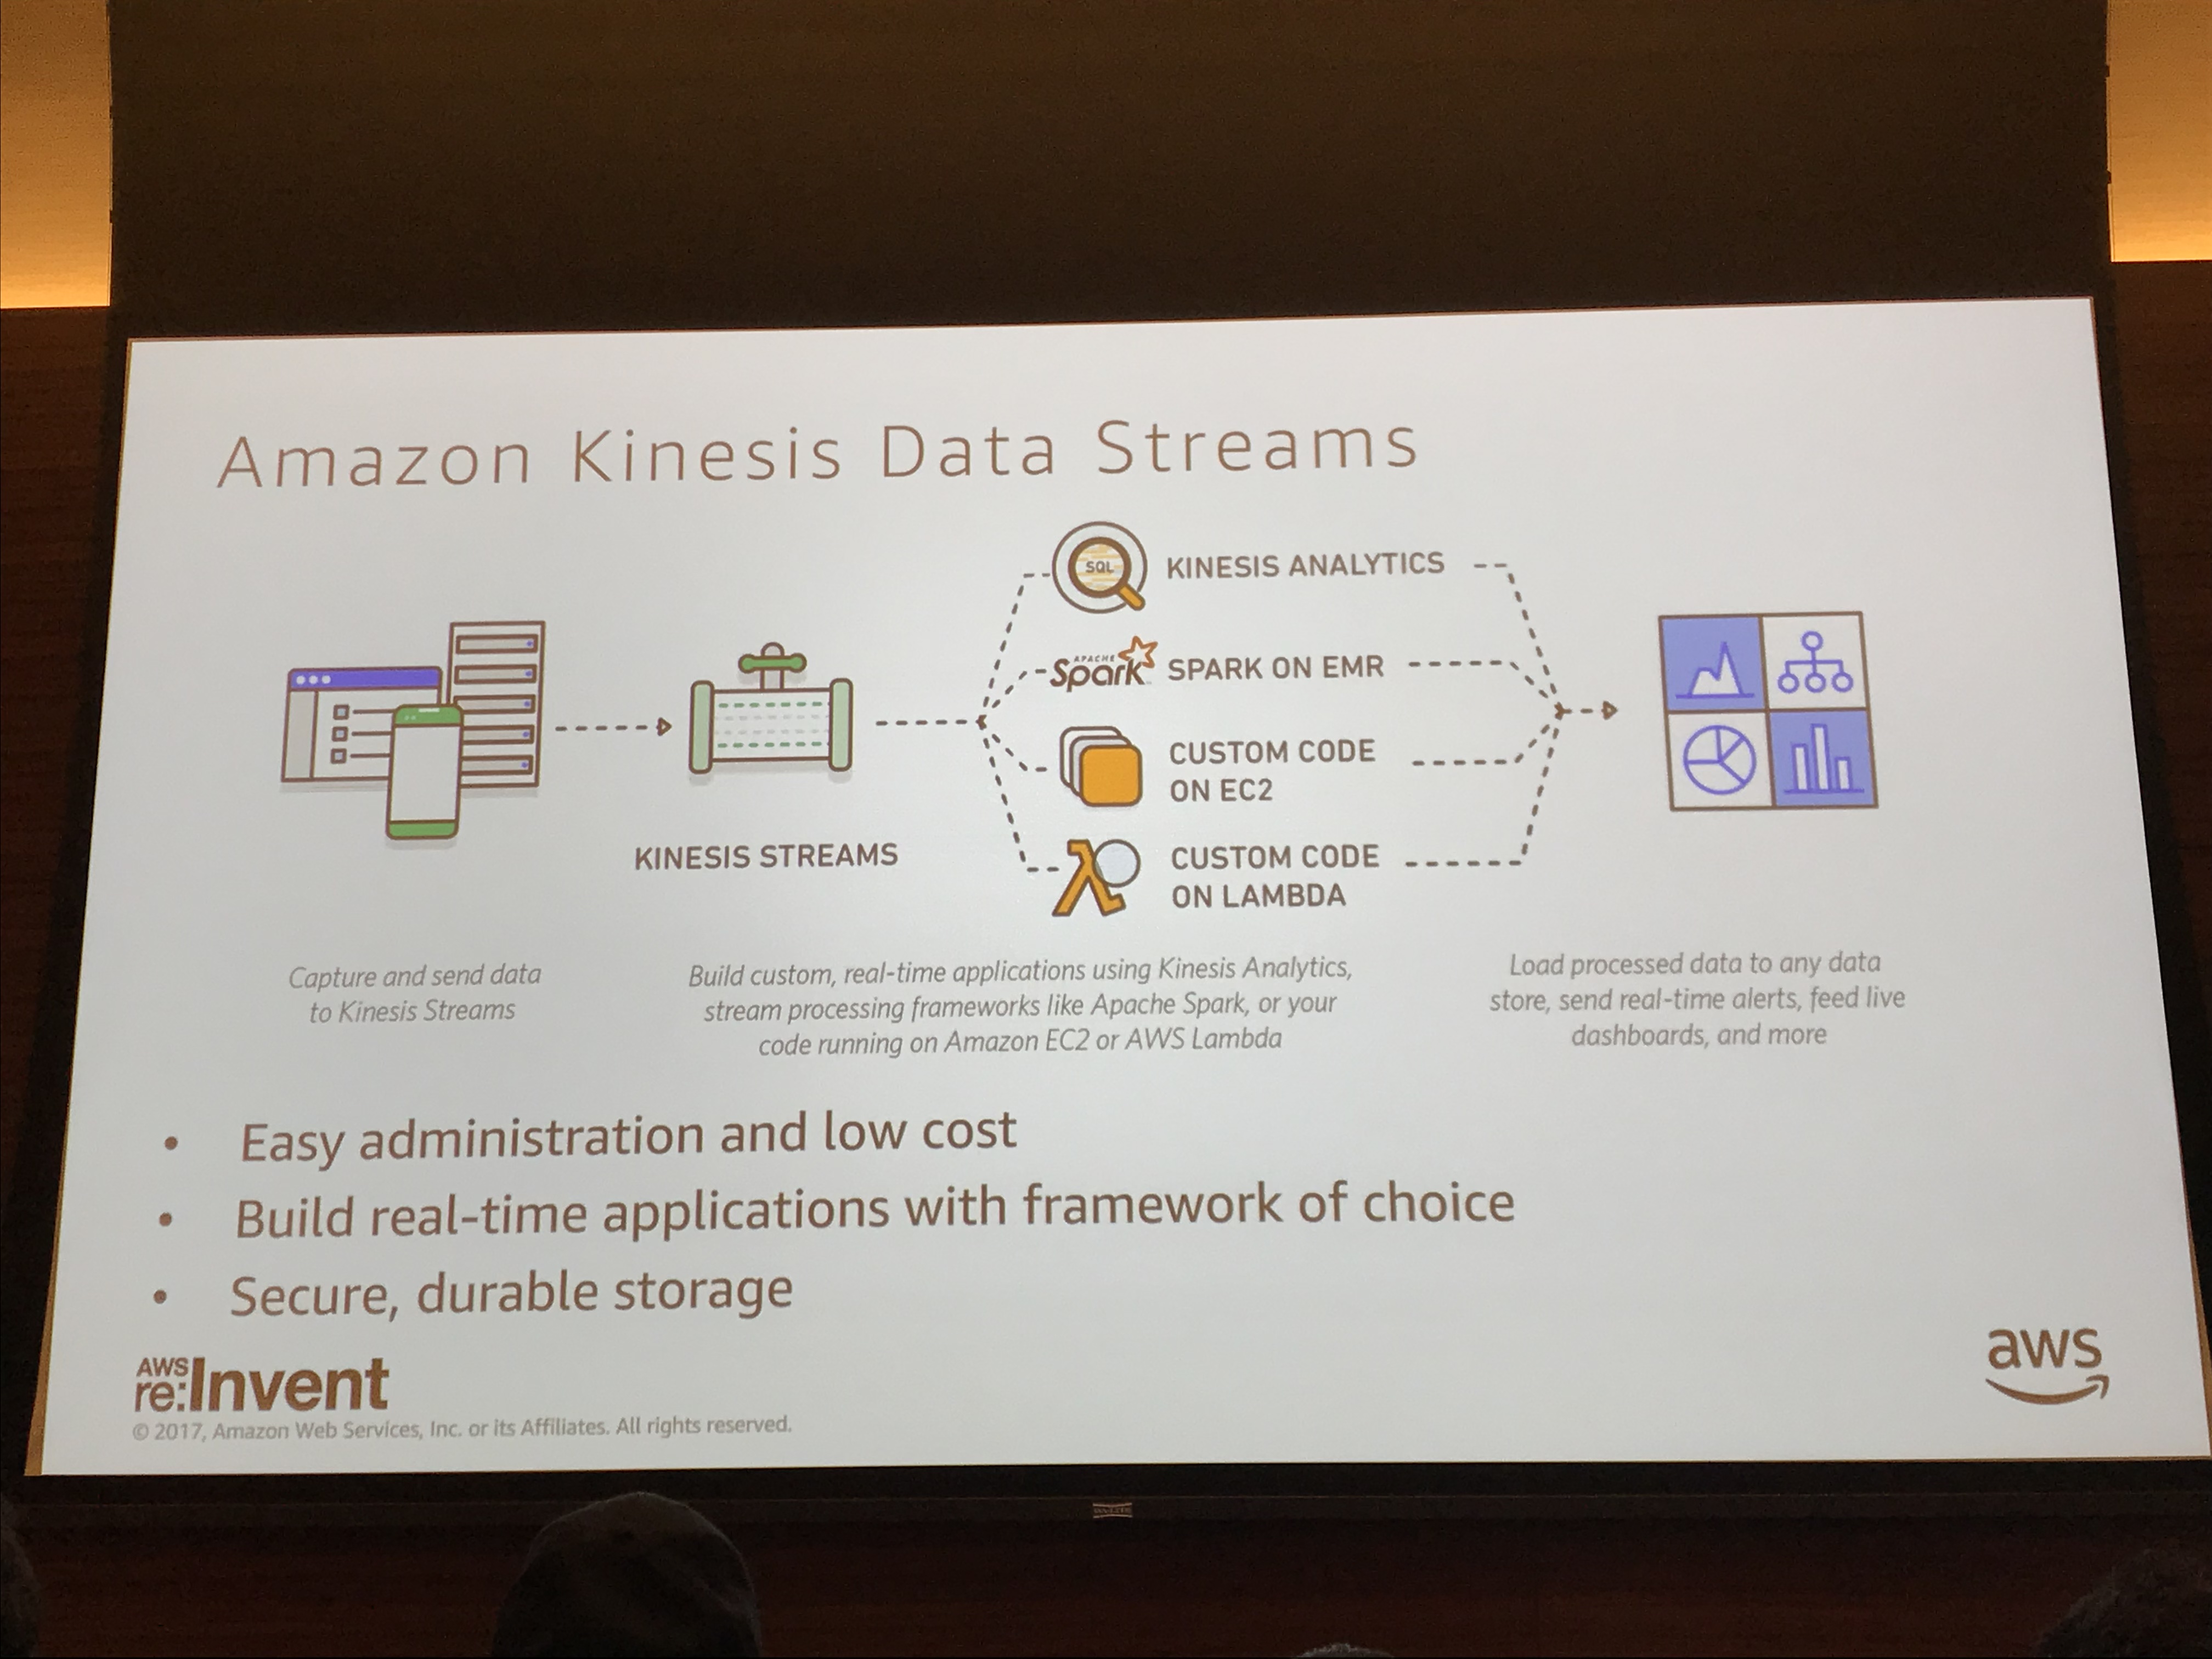 Amazon Kinesis Data Streams
SQL
KINESIS ANALYTICS
APACHE
Spark
SPARK ON EMR
CUSTOM CODE
ON EC2
CUSTOM CODE
ON LAMBDA
KINESIS STREAMS
Capture and send data
to Kinesis Streams
Build custom, real-time applications using Kinesis Analytics,
stream processing frameworks like Apache Spark, or your
code running on Amazon EC2 or AWS Lambda
Load processed data to any data
store, send real-time alerts, feed live
dashboards, and more
• Easy administration and low cost
• Build real-time applications with framework of choice
• Secure, durable storage
AWS
re:Invent
© 2017, Amazon Web Services, Inc. or its Affiliates. All rights reserved.
aws